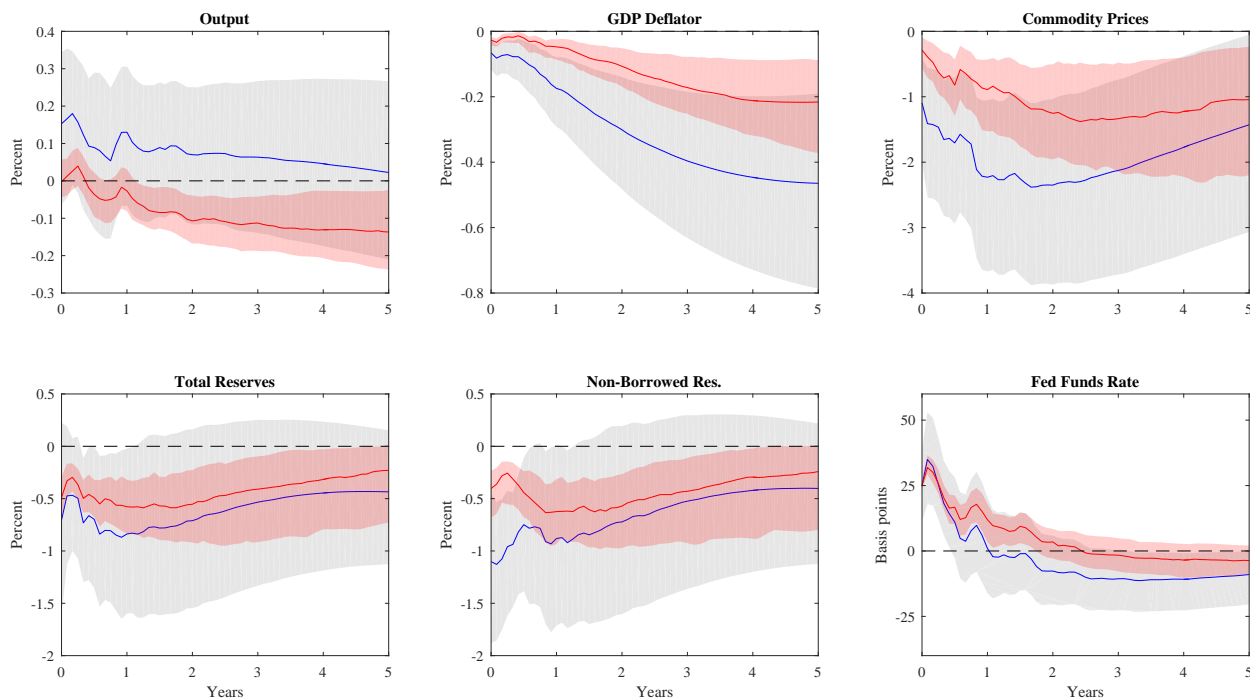 Output
GDP Deflator
Commodity Prices
0.4
0.3
0.2
0.1
0
-0.1
-0.2
-0.3
Percent
0 1 2 3 4 5
0
-0.2
-0.4
-0.6
-0.8
Percent
0 1 2 3 4 5
0
-1
-2
-3
-4
Percent
0 1 2 3 4 5
Total Reserves
Non-Borrowed Res.
Fed Funds Rate
0.5
0
-0.5
-1
-1.5
-2
Percent
0 1 2 3 4 5
Years
0.5
0
-0.5
-1
-1.5
-2
Percent
0 1 2 3 4 5
Years
50
25
0
-25
Basis points
0 1 2 3 4 5
Years